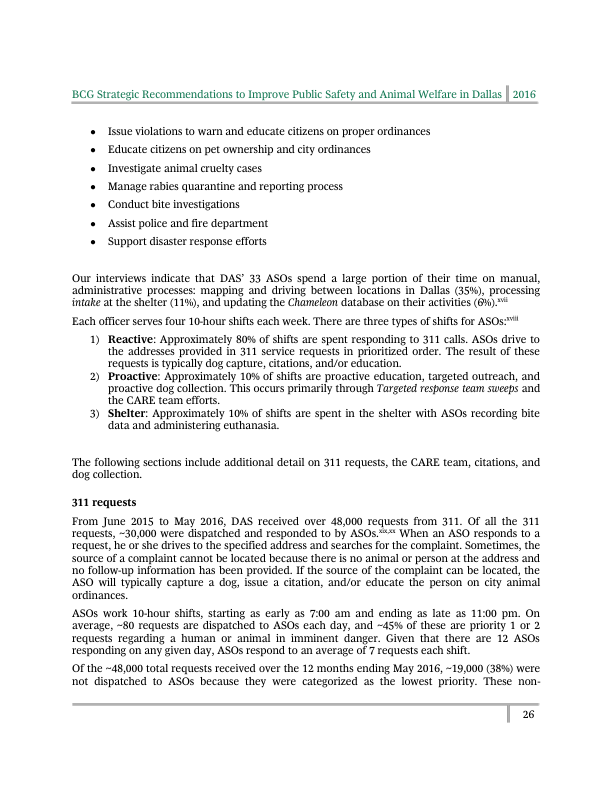 BCG Strategic Recommendations to Improve Public Safety and Animal Welfare in Dallas 2016
• Issue violations to warn and educate citizens on proper ordinances
• Educate citizens on pet ownership and city ordinances
• Investigate animal cruelty cases
• Manage rabies quarantine and reporting process
• Conduct bite investigations
• Assist police and fire department
• Support disaster response efforts
Our interviews indicate that DAS’ 33 ASOs spend a large portion of their time on manual,
administrative processes: mapping and driving between locations in Dallas (35%), processing
intake at the shelter (11%), and updating the Chameleon database on their activities (6%).xvii
Each officer serves four 10-hour shifts each week. There are three types of shifts for ASOs:xviii
1) Reactive: Approximately 80% of shifts are spent responding to 311 calls. ASOs drive to
the addresses provided in 311 service requests in prioritized order. The result of these
requests is typically dog capture, citations, and/or education.
2) Proactive: Approximately 10% of shifts are proactive education, targeted outreach, and
proactive dog collection. This occurs primarily through Targeted response team sweeps and
the CARE team efforts.
3) Shelter: Approximately 10% of shifts are spent in the shelter with ASOs recording bite
data and administering euthanasia.
The following sections include additional detail on 311 requests, the CARE team, citations, and
dog collection.
311 requests
From June 2015 to May 2016, DAS received over 48,000 requests from 311. Of all the 311
requests, ~30,000 were dispatched and responded to by ASOs.xix,xx When an ASO responds to a
request, he or she drives to the specified address and searches for the complaint. Sometimes, the
source of a complaint cannot be located because there is no animal or person at the address and
no follow-up information has been provided. If the source of the complaint can be located, the
ASO will typically capture a dog, issue a citation, and/or educate the person on city animal
ordinances.
ASOs work 10-hour shifts, starting as early as 7:00 am and ending as late as 11:00 pm. On
average, ~80 requests are dispatched to ASOs each day, and ~45% of these are priority 1 or 2
requests regarding a human or animal in imminent danger. Given that there are 12 ASOs
responding on any given day, ASOs respond to an average of 7 requests each shift.
Of the ~48,000 total requests received over the 12 months ending May 2016, ~19,000 (38%) were
not dispatched to ASOs because they were categorized as the lowest priority. These non-
26